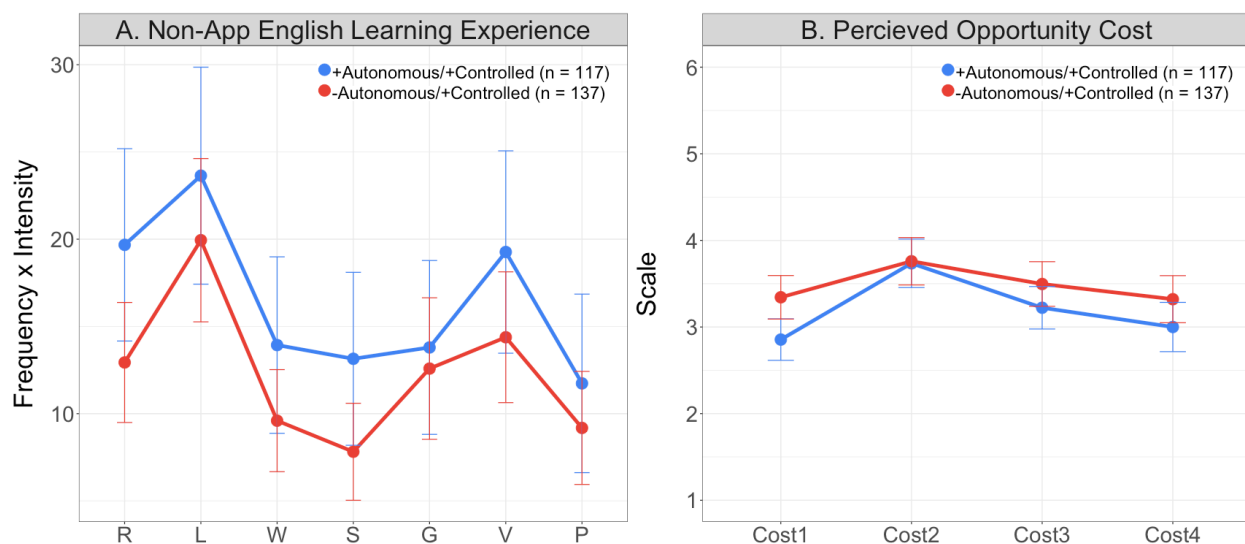 A. Non-App English Learning Experience
+Autonomous/+Controlled (n = 117)
-Autonomous/+Controlled (n = 137)
Frequency x Intensity
30
20
10
R L W S G V P
B. Percieved Opportunity Cost
+Autonomous/+Controlled (n = 117)
-Autonomous/+Controlled (n = 137)
Scale
6
5
4
3
2
1
Cost1 Cost2 Cost3 Cost4